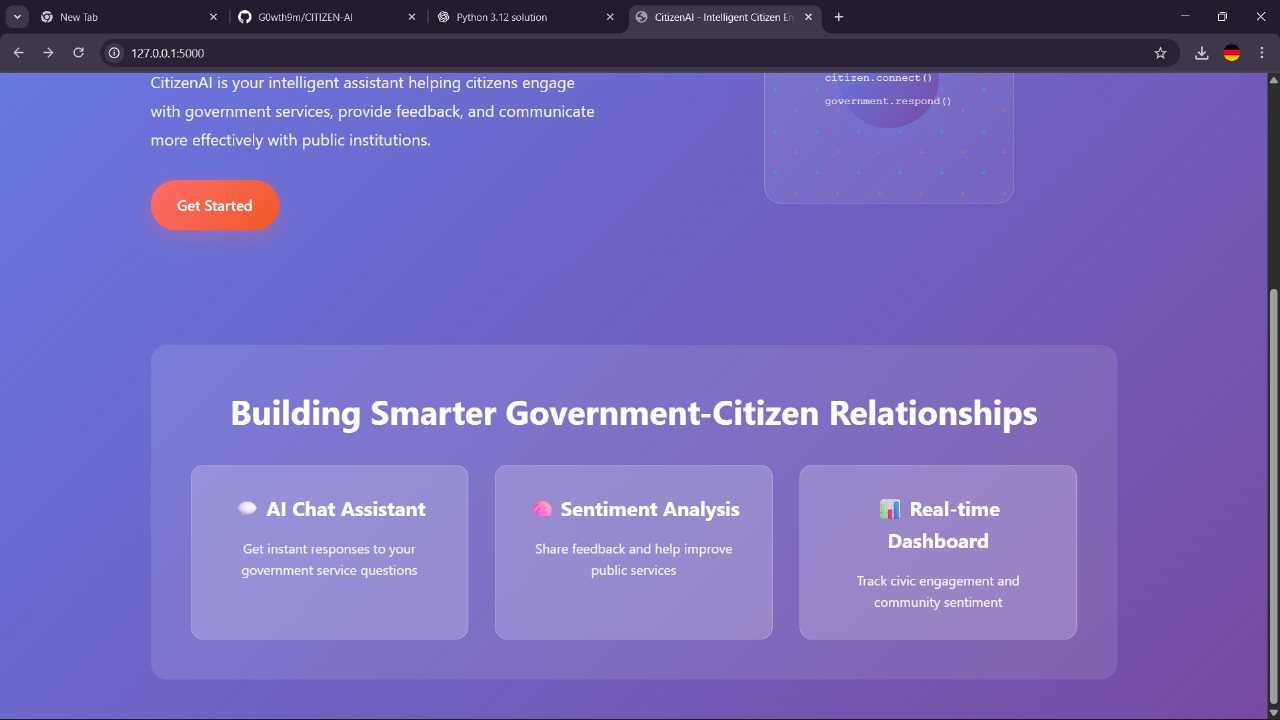 New Tab
G0wth9m/CITIZEN-AI
Python 3.12 solution
CitizenAI - Intelligent Citizen En
127.0.0.1:5000
CitizenAI is your intelligent assistant helping citizens engage
with government services, provide feedback, and communicate
more effectively with public institutions.
Get Started
citizen.connect()
government.respond()
Building Smarter Government-Citizen Relationships
AI Chat Assistant
Get instant responses to your
government service questions
Sentiment Analysis
Share feedback and help improve
public services
Real-time
Dashboard
Track civic engagement and
community sentiment